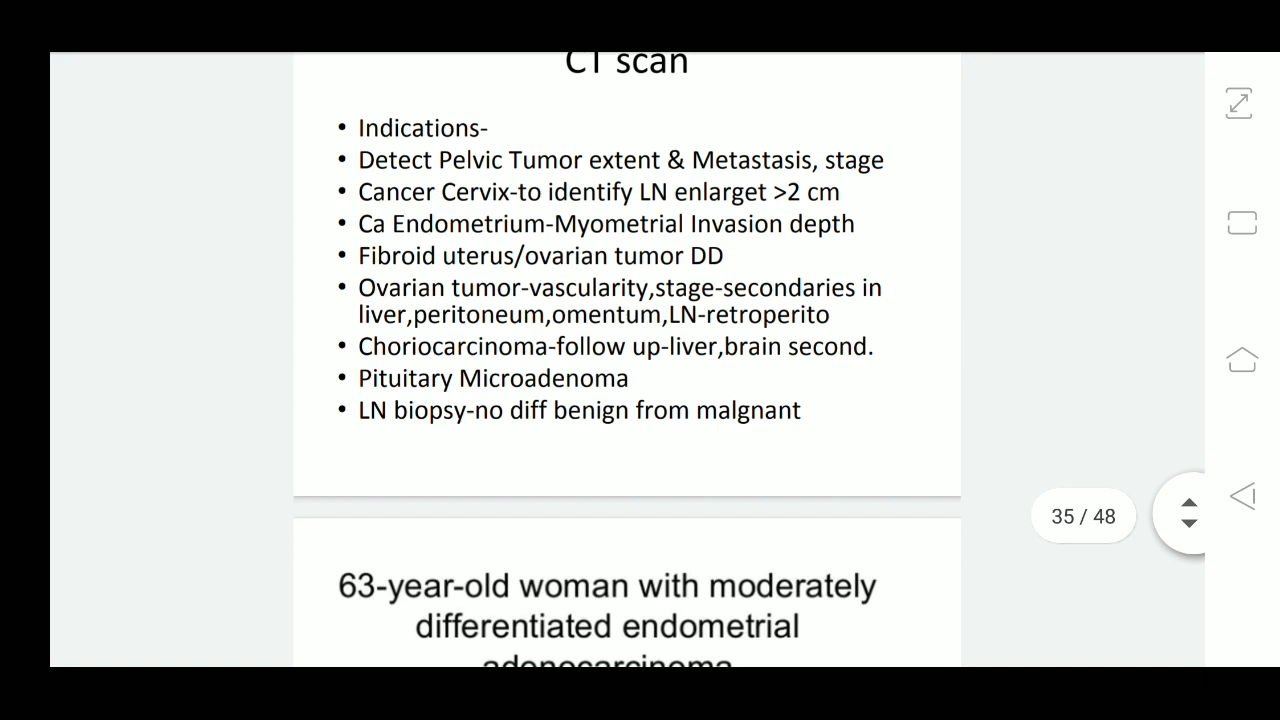 CT scan
• Indications-
• Detect Pelvic Tumor extent & Metastasis, stage
• Cancer Cervix-to identify LN enlarget >2 cm
• Ca Endometrium-Myometrial Invasion depth
• Fibroid uterus/ovarian tumor DD
• Ovarian tumor-vascularity,stage-secondaries in
liver,peritoneum,omentum,LN-retroperito
• Choriocarcinoma-follow up-liver,brain second.
• Pituitary Microadenoma
• LN biopsy-no diff benign from malgnant
35 / 48
63-year-old woman with moderately
differentiated endometrial
adenocarcinoma